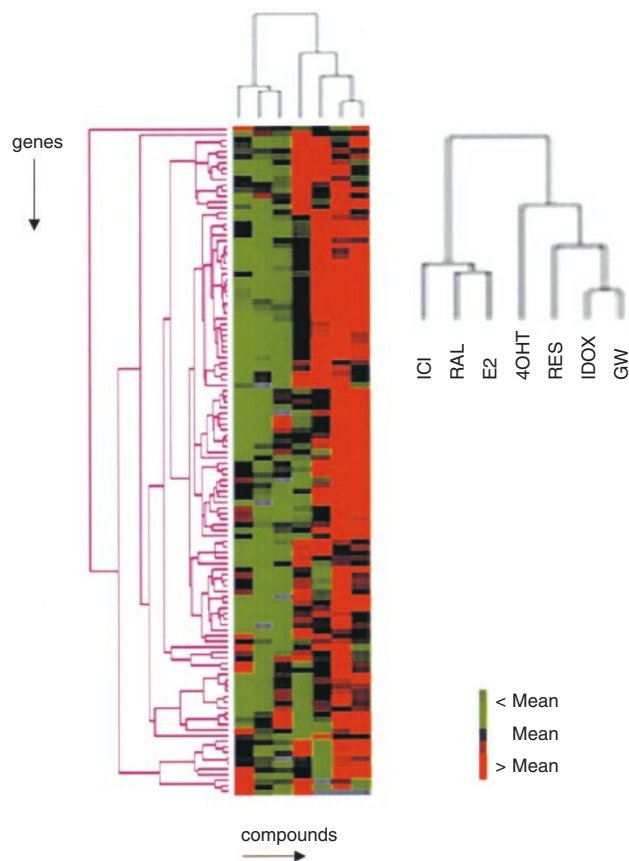 genes
ICI
RAL
E2
4OHT
RES
IDOX
GW
< Mean
Mean
> Mean
compounds